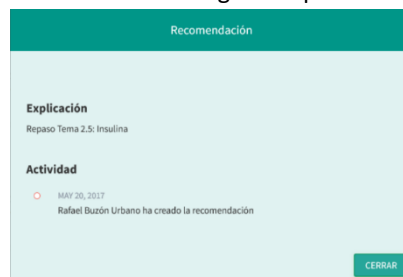 Recomendación
Explicación
Repaso Tema 2.5: Insulina
Actividad
MAY 20, 2017
Rafael Buzón Urbano ha creado la recomendación
CERRAR